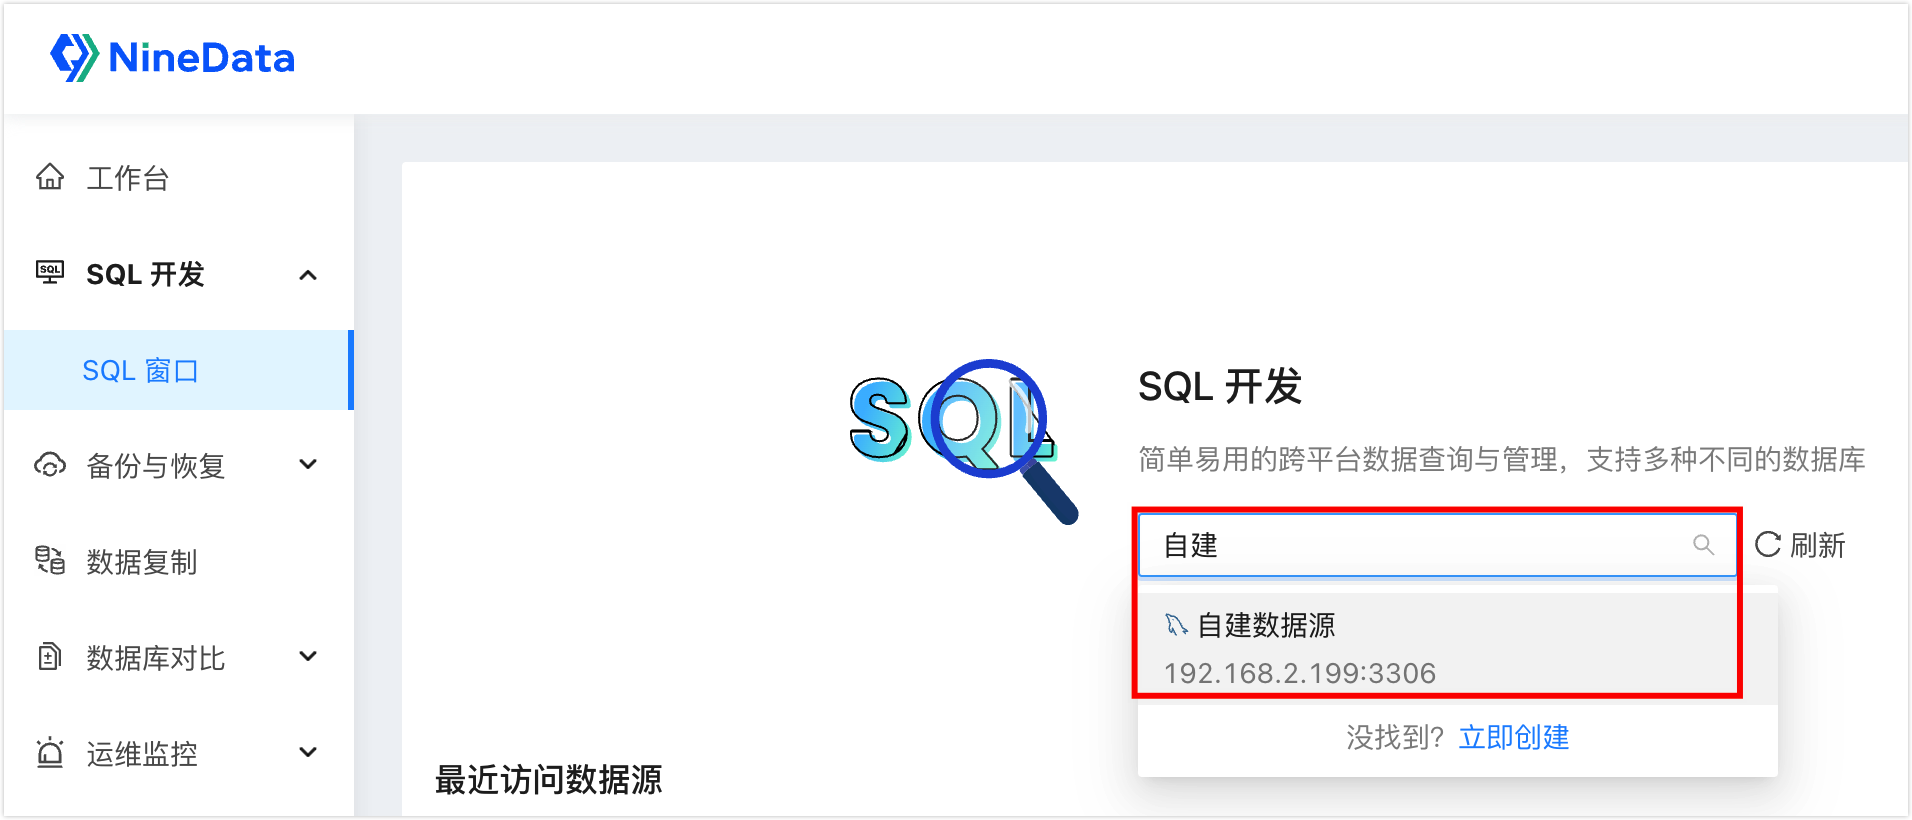 NineData
工作台
SQL
SQL 开发
SQL 窗口
备份与恢复
数据复制
数据库对比
运维监控
SQL
SQL 开发
简单易用的跨平台数据查询与管理，支持多种不同的数据库
自建
刷新
自建数据源
192.168.2.199:3306
没找到? 立即创建
最近访问数据源